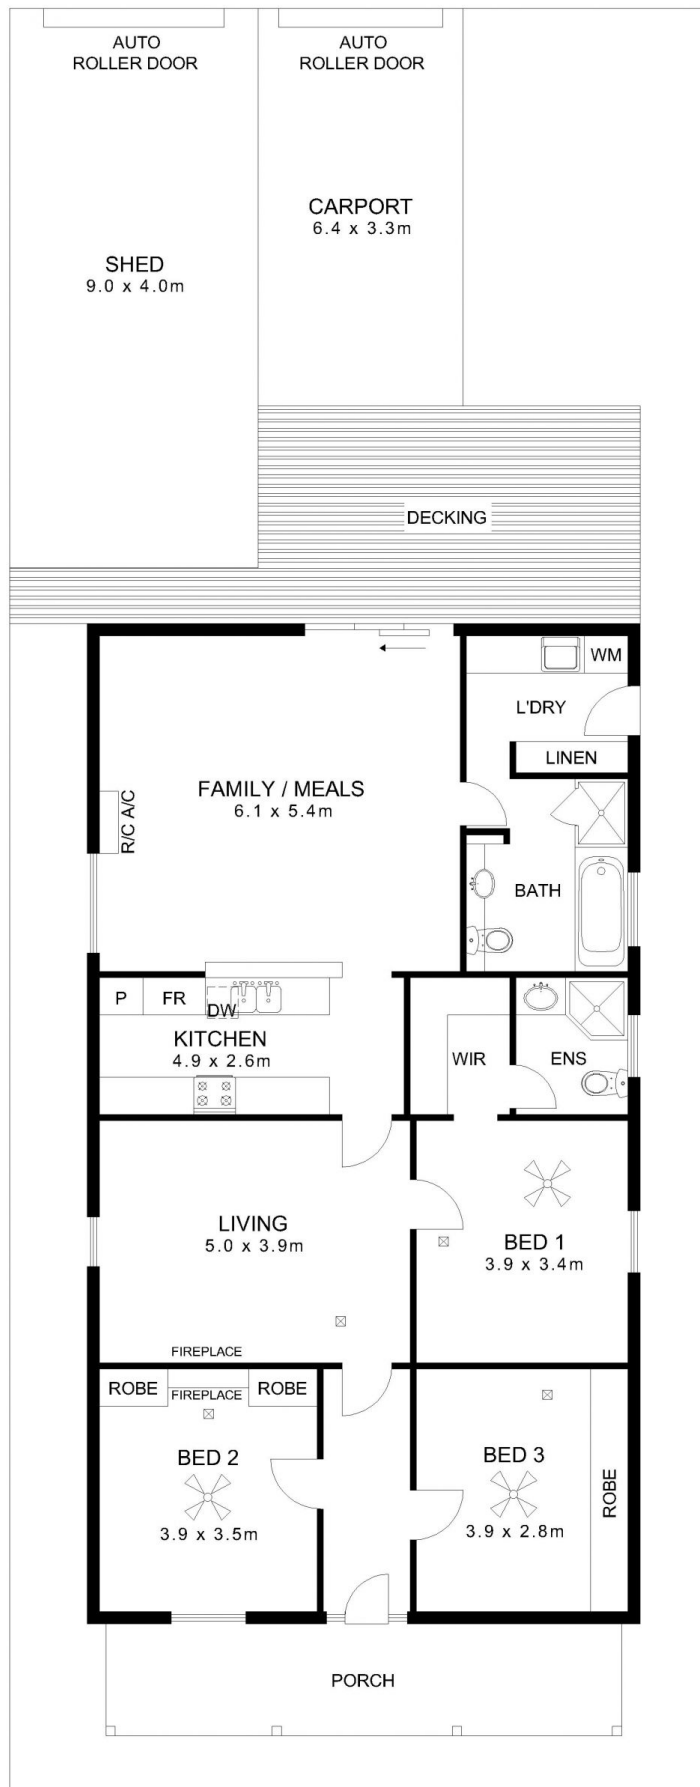 AUTO
ROLLER DOOR
AUTO
ROLLER DOOR
CARPORT
6.4 x 3.3m
SHED
9.0 x 4.0m
DECKING
WM
L'DRY
LINEN
FAMILY / MEALS
6.1 x 5.4m
R/C A/C
BATH
P
FR
DW
KITCHEN
4.9 x 2.6m
WIR
ENS
LIVING
5.0 x 3.9m
BED 1
3.9 x 3.4m
FIREPLACE
ROBE
FIREPLACE
ROBE
BED 2
3.9 x 3.5m
BED 3
3.9 x 2.8m
ROBE
PORCH